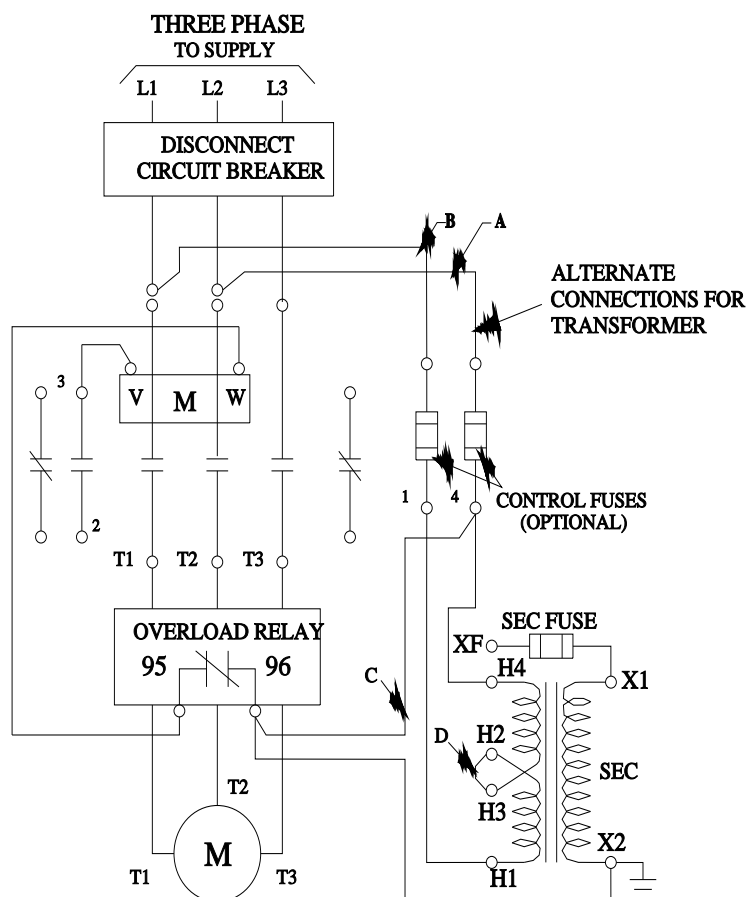 THREE PHASE
TO SUPPLY
L1 L2 L3
DISCONNECT
CIRCUIT BREAKER
B A
ALTERNATE
CONNECTIONS FOR
TRANSFORMER
3
V M W
1 4
CONTROL FUSES
(OPTIONAL)
2
T1 T2 T3
OVERLOAD RELAY
95 96
SEC FUSE
XF
H4
X1
C
D
H2
SEC
H3
T2
M
X2
T1 T3
H1